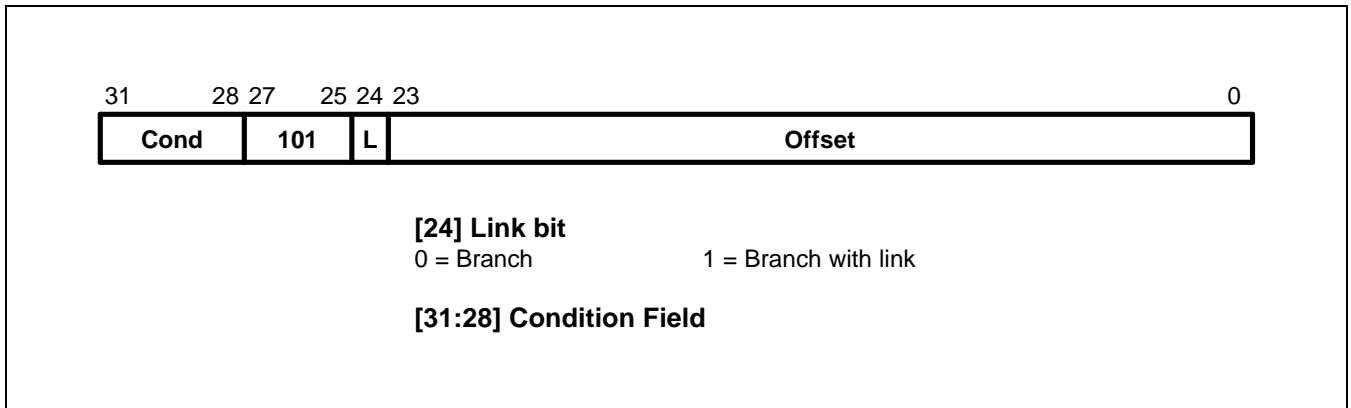 31 28 27 25 24 23 0
Cond 101 L Offset
[24] Link bit
0 = Branch 1 = Branch with link
[31:28] Condition Field